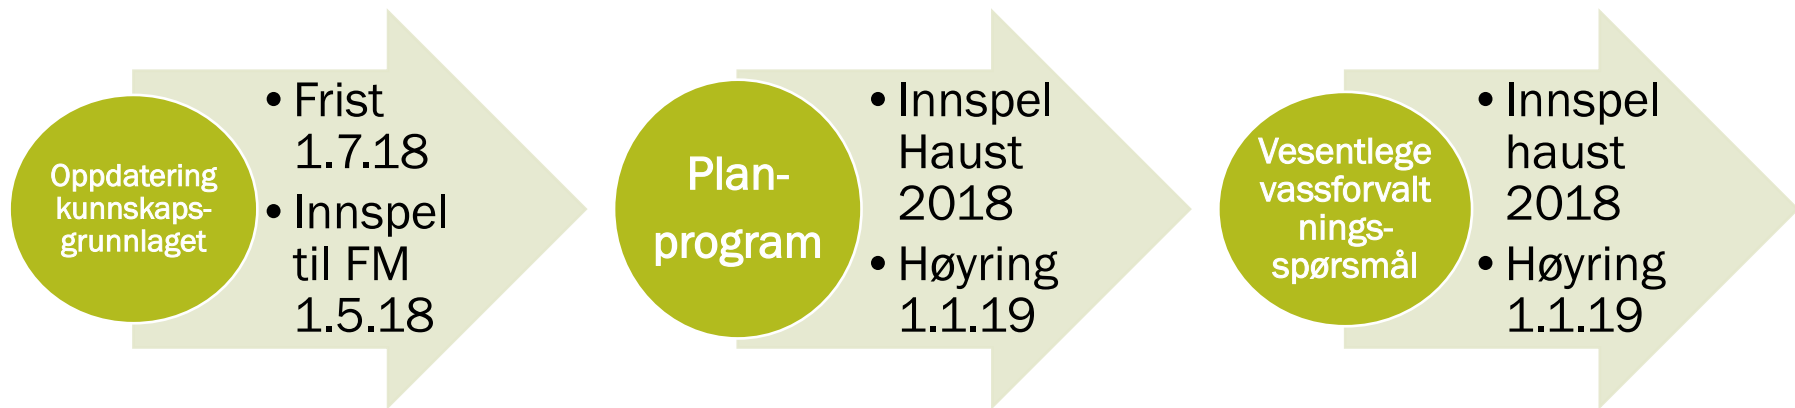 Oppdatering
kunnskaps-
grunnlaget
• Frist
1.7.18
• Innspel
til FM
1.5.18
Plan-
program
• Innspel
Haust
2018
• Høyring
1.1.19
Vesentlege
vassforvalt
nings-
spørsmål
• Innspel
haust
2018
• Høyring
1.1.19